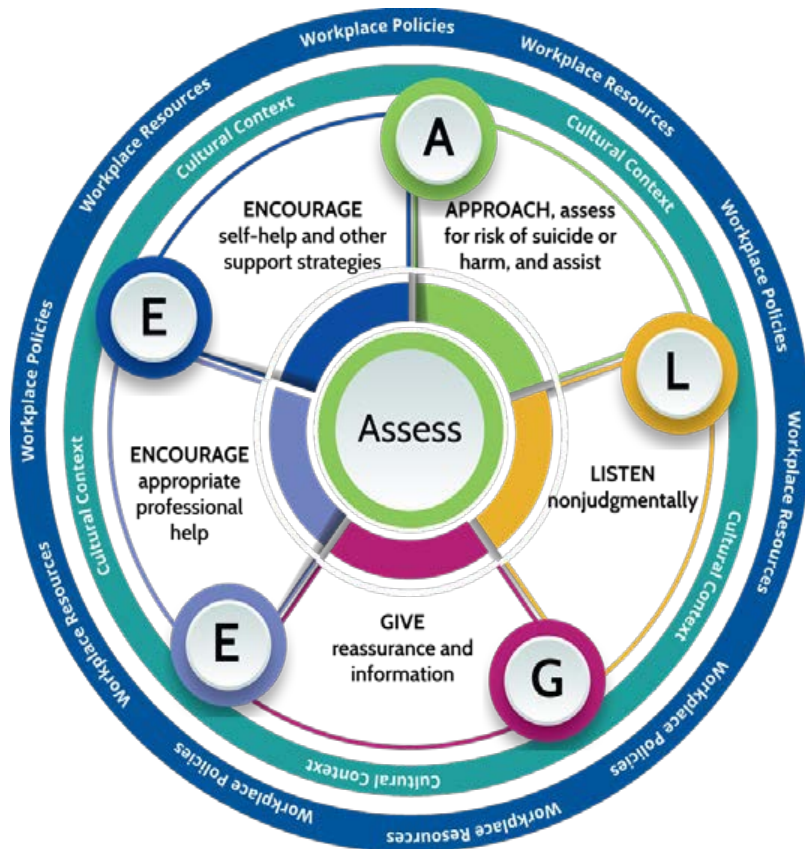 Workplace Policies
Workplace Resources
Workplace Policies
Workplace Resources
Workplace Policies
Workplace Resources
Workplace Policies
Workplace Resources
Workplace Policies
Workplace Resources
Cultural Context
Cultural Context
Cultural Context
Cultural Context
Cultural Context
A
APPROACH, assess
for risk of suicide or
harm, and assist
L
LISTEN
nonjudgmentally
G
GIVE
reassurance and
information
E
ENCOURAGE
appropriate
professional
help
E
ENCOURAGE
self-help and other
support strategies
Assess